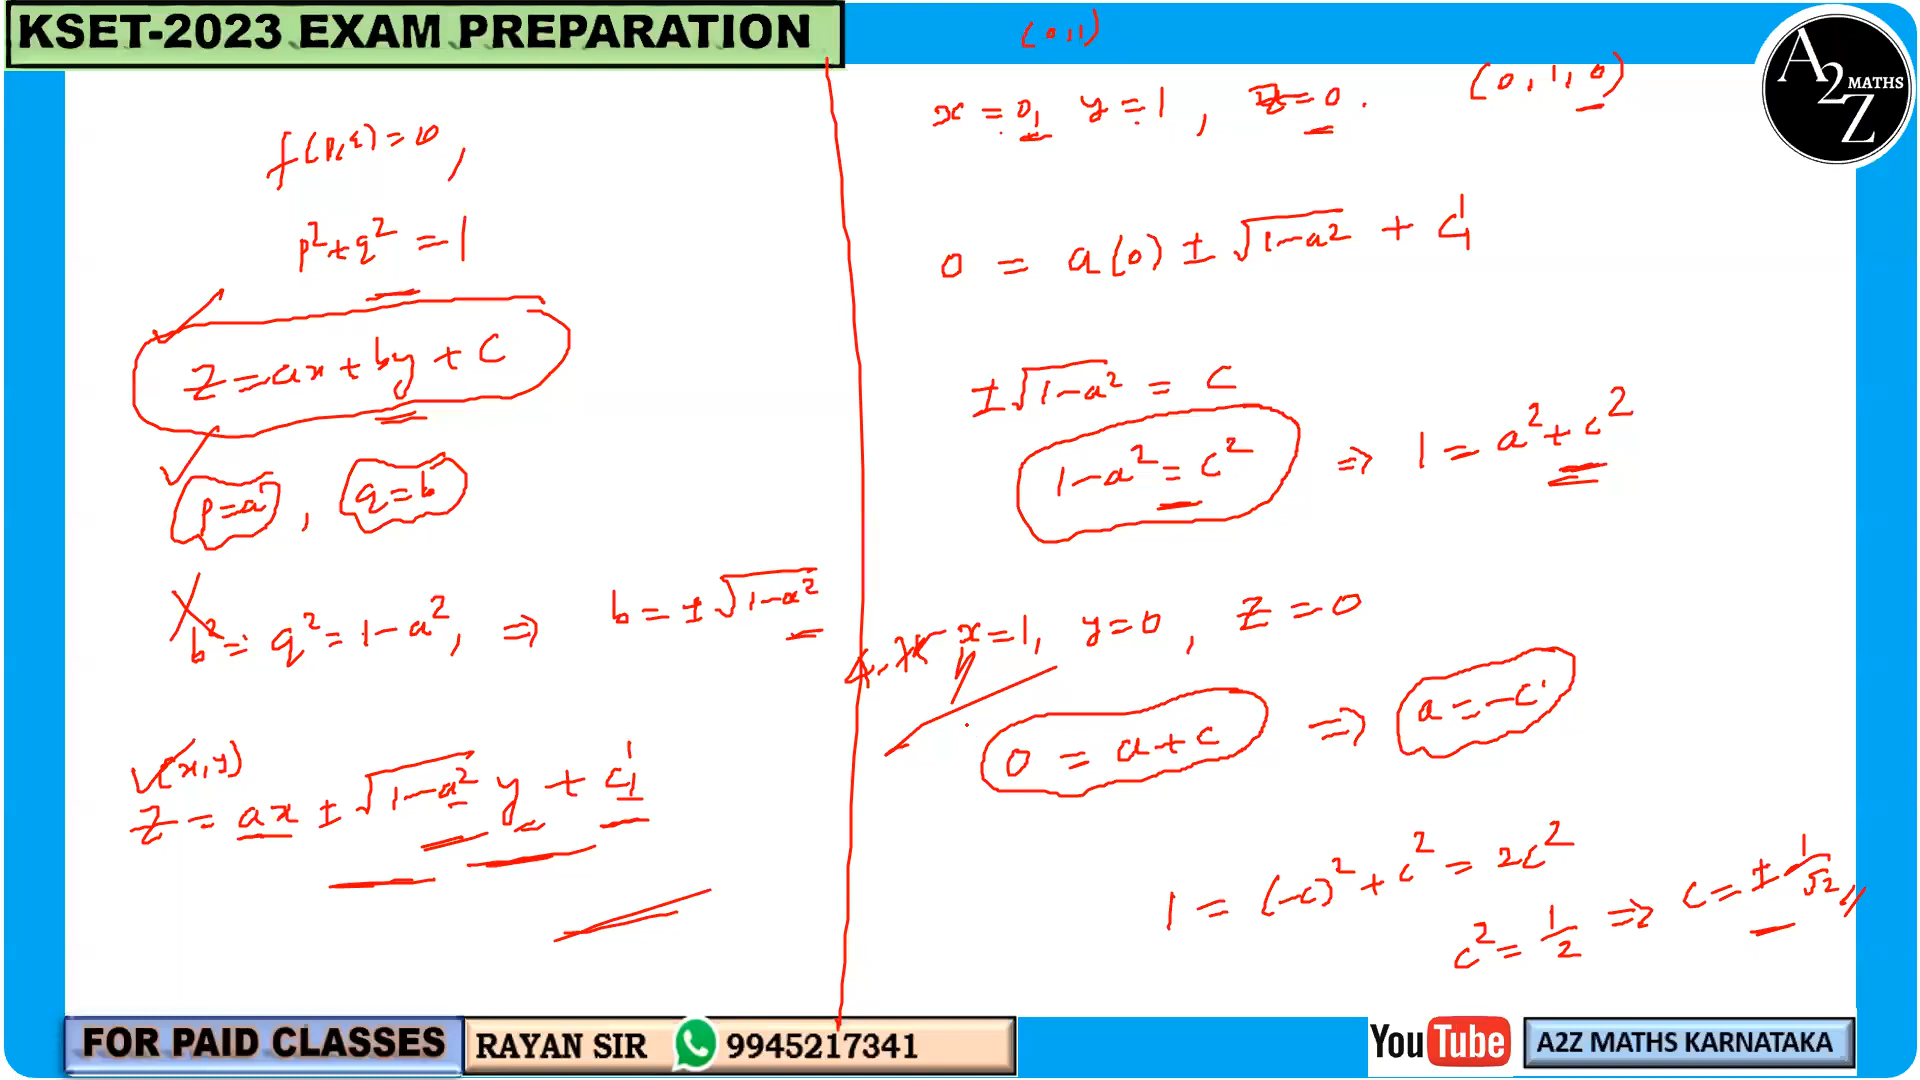 KSET-2023 EXAM PREPARATION
A2Z MATHS
f(p,q)=0,
p²+q² = 1
z=ax+by+c
p=a, q=b
b²= q²=1-a², ⇒ b=±√1-a²
(x,y)
z = ax ± √1-a² y + c₁
(0,1)
x=0, y=1, z=0. (0,1,0)
0 = a(0) ± √1-a² + c₁
±√1-a² = c
1-a²=c² ⇒ 1=a²+c²
x=1, y=0, z=0
0 = a+c ⇒ a=-c
1 = (-c)²+c² = 2c²
c²=1/2 ⇒ c=±1/√2
FOR PAID CLASSES
RAYAN SIR 9945217341
YouTube
A2Z MATHS KARNATAKA